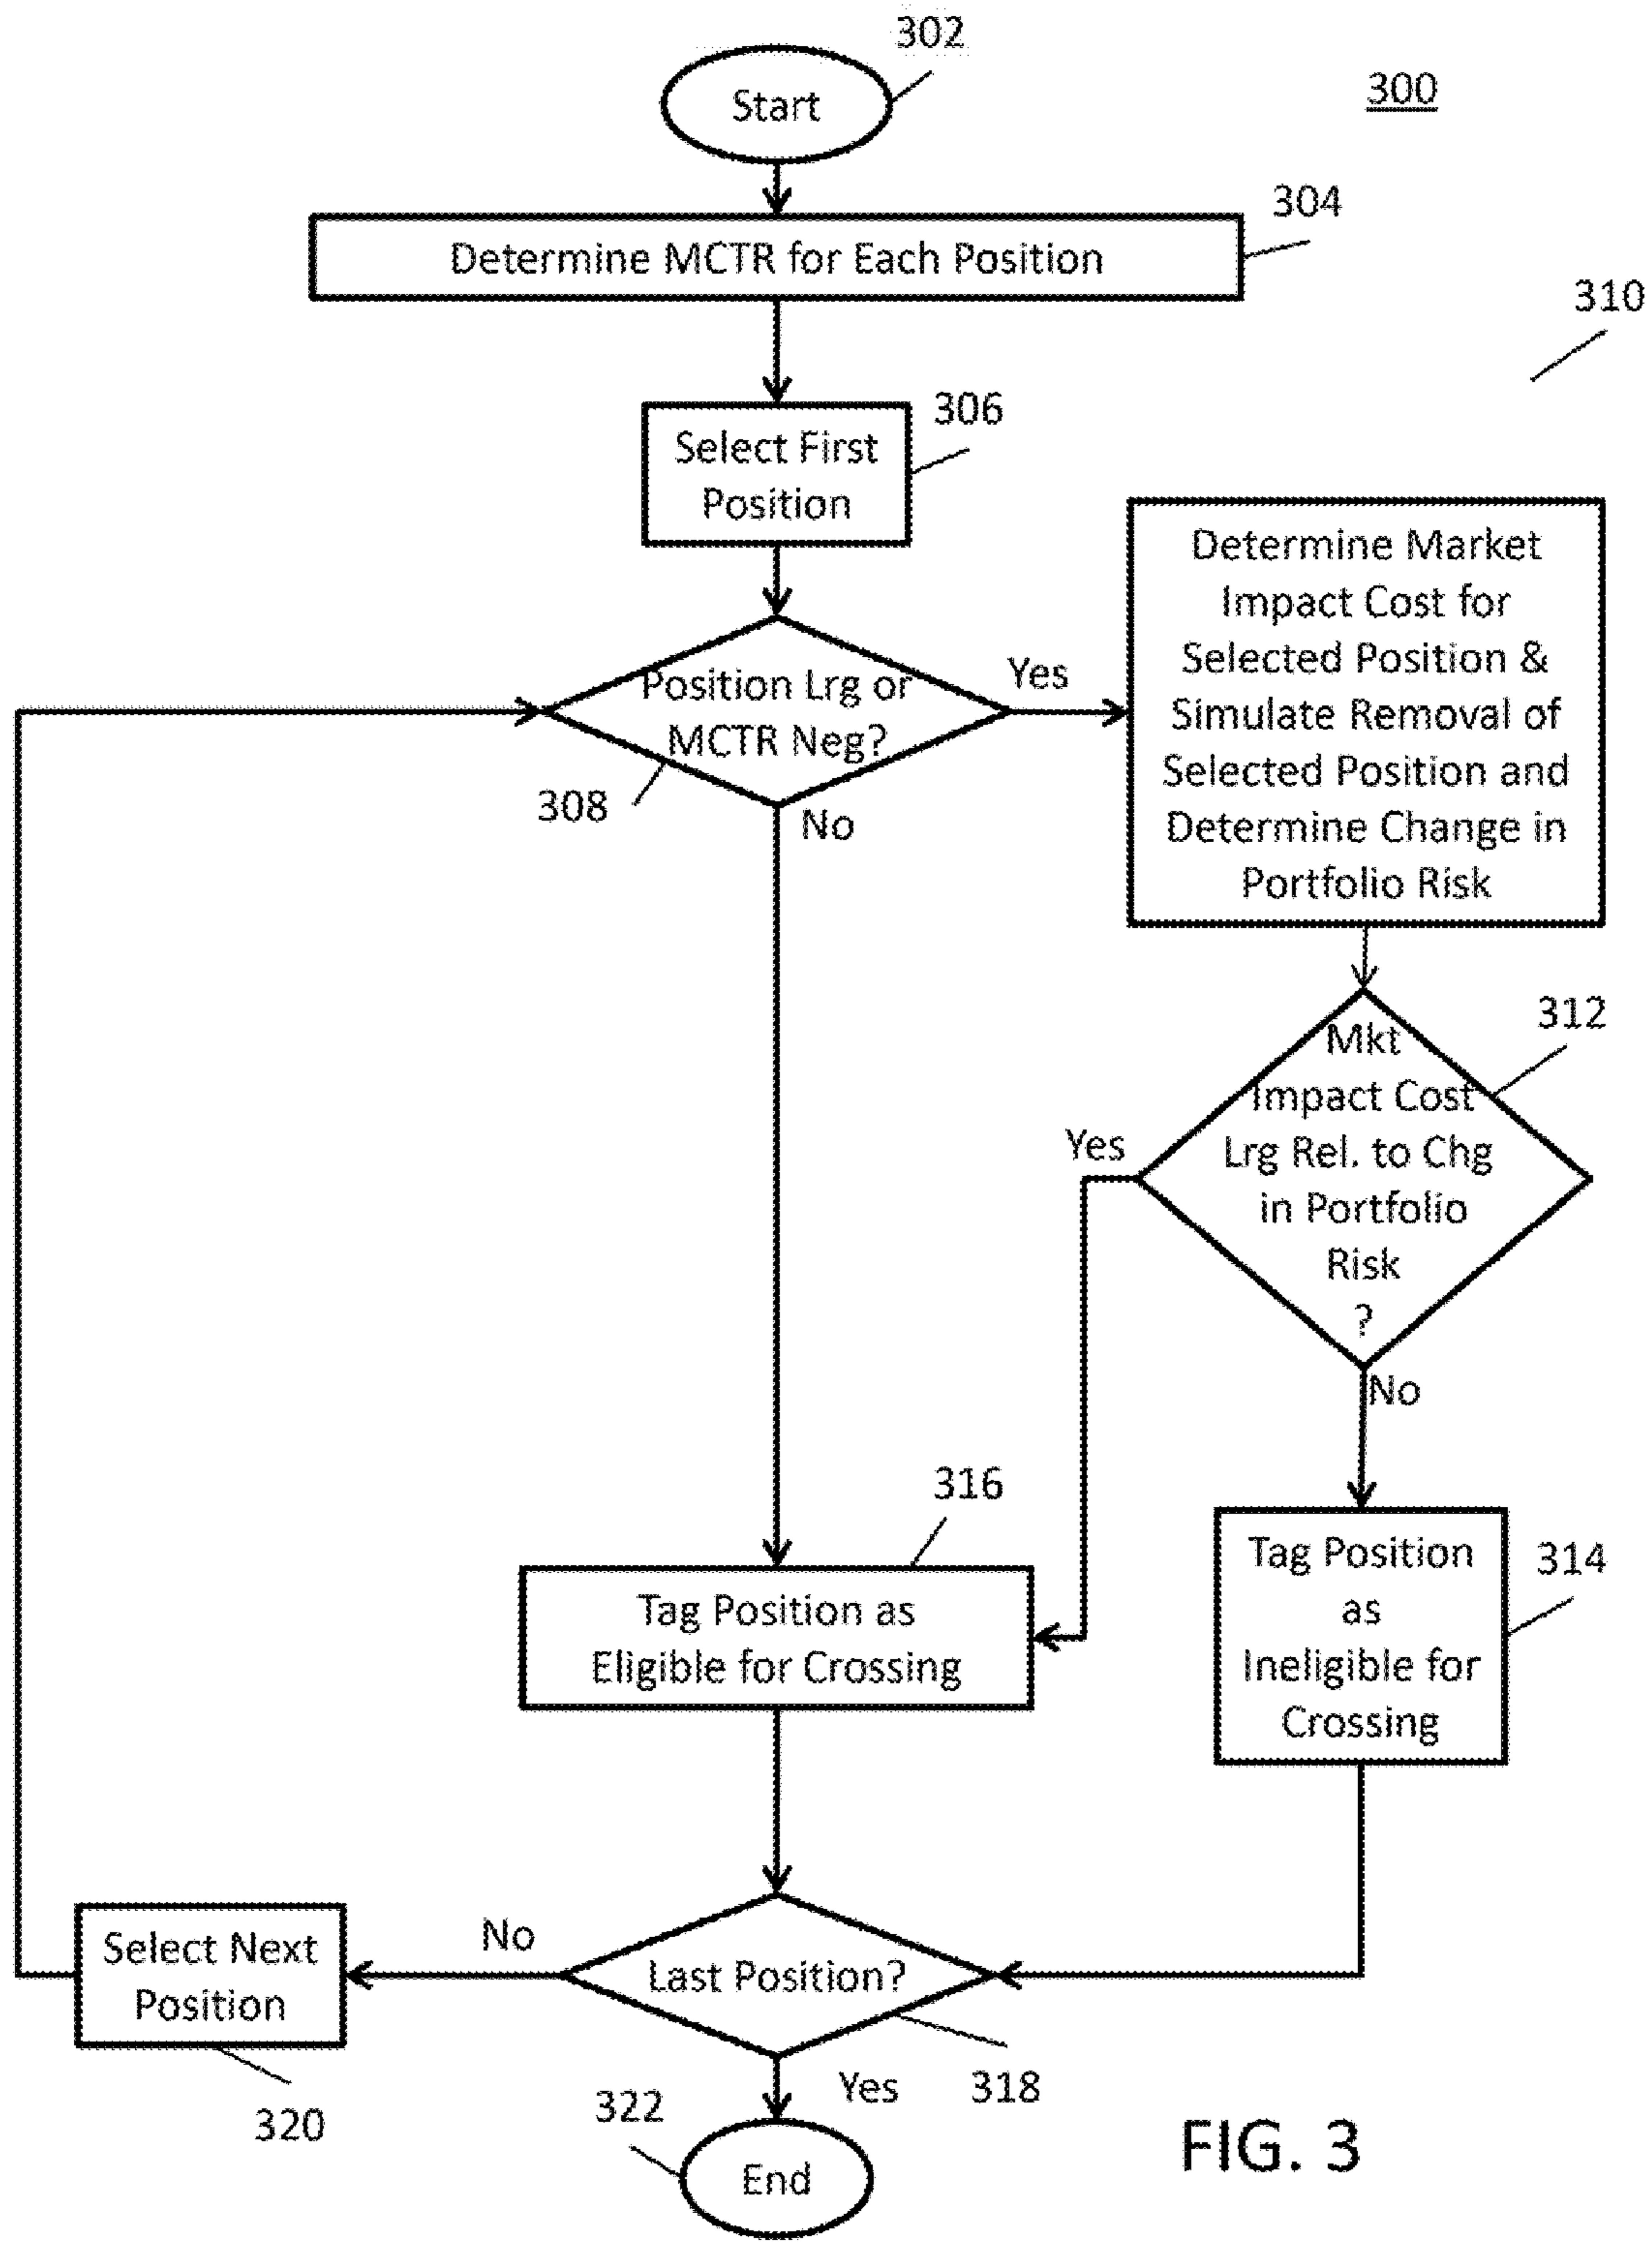 302
Start
300
304
Determine MCTR for Each Position
310
306
Select First
Position
Determine Market
Impact Cost for
Selected Position &
Simulate Removal of
Selected Position and
Determine Change in
Portfolio Risk
Position Lrg or
MCTR Neg?
Yes
308
No
312
Mkt
Impact Cost
Lrg Rel. to Chg
in Portfolio
Risk
?
Yes
No
316
Tag Position as
Eligible for Crossing
314
Tag Position
as
Ineligible for
Crossing
Select Next
Position
No
Last Position?
320
322
Yes
318
End
FIG. 3